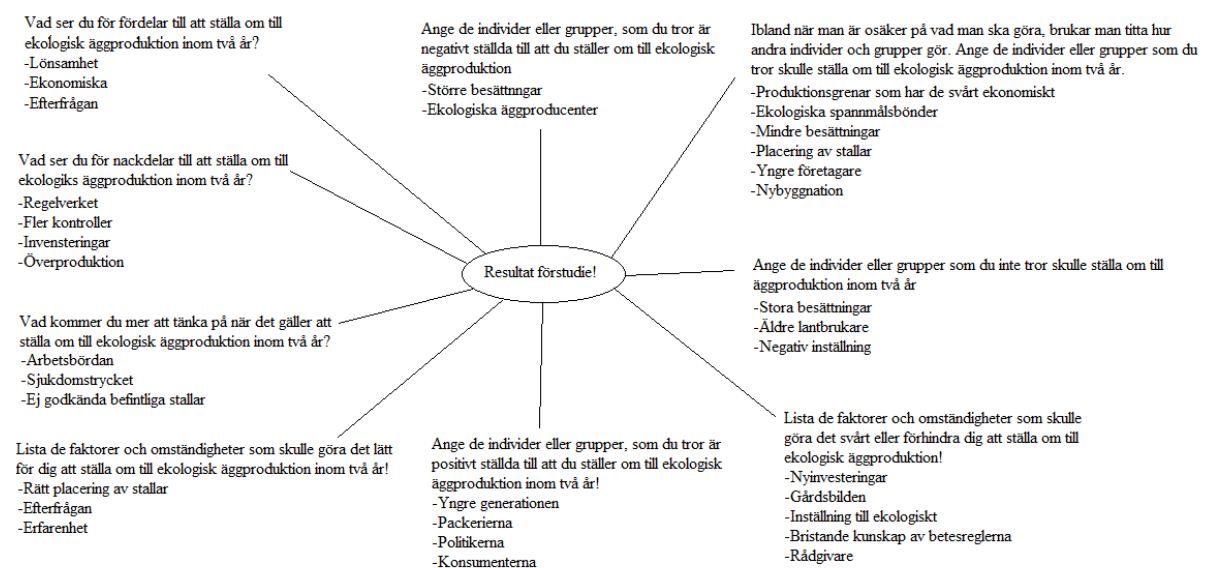 Vad ser du för fördelar till att ställa om till
ekologisk äggproduktion inom två år?
-Lönsamhet
-Ekonomiska
-Efterfrågan
Ange de individer eller grupper, som du tror är
negativt ställda till att du ställer om till ekologisk
äggproduktion
-Större besättnngar
-Ekologiska äggproducenter
Ibland när man är osäker på vad man ska göra, brukar man titta hur
andra individer och grupper gör. Ange de individer eller grupper som du
tror skulle ställa om till ekologisk äggproduktion inom två år.
-Produktionsgrenar som har de svårt ekonomiskt
-Ekologiska spannmålsbönder
-Mindre besättningar
-Placering av stallar
-Yngre företagare
-Nybyggnation
Vad ser du för nackdelar till att ställa om till
ekologiks äggproduktion inom två år?
-Regelverket
-Fler kontroller
-Invensteringar
-Överproduktion
Resultat förstudie!
Ange de individer eller grupper som du inte tror skulle ställa om till
äggproduktion inom två år
-Stora besättningar
-Äldre lantbrukare
-Negativ inställning
Vad kommer du mer att tänka på när det gäller att
ställa om till ekologisk äggproduktion inom två år?
-Arbetsbördan
-Sjukdomstrycket
-Ej godkända befintliga stallar
Lista de faktorer och omständigheter som skulle göra det lätt
för dig att ställa om till ekologisk äggproduktion inom två år!
-Rätt placering av stallar
-Efterfrågan
-Erfarenhet
Ange de individer eller grupper, som du tror är
positivt ställda till att du ställer om till ekologisk
äggproduktion inom två år!
-Yngre generationen
-Packerierna
-Politikerna
-Konsumenterna
Lista de faktorer och omständigheter som skulle
göra det svårt eller förhindra dig att ställa om till
ekologisk äggproduktion!
-Nyinvesteringar
-Gårdsbilden
-Inställning till ekologiskt
-Bristande kunskap av betesreglerna
-Rådgivare